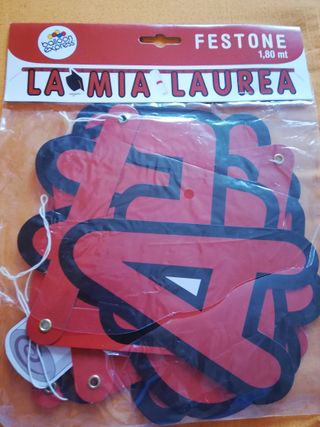 balloon
express
FESTONE
1,80 mt
LA MIA LAUREA
A